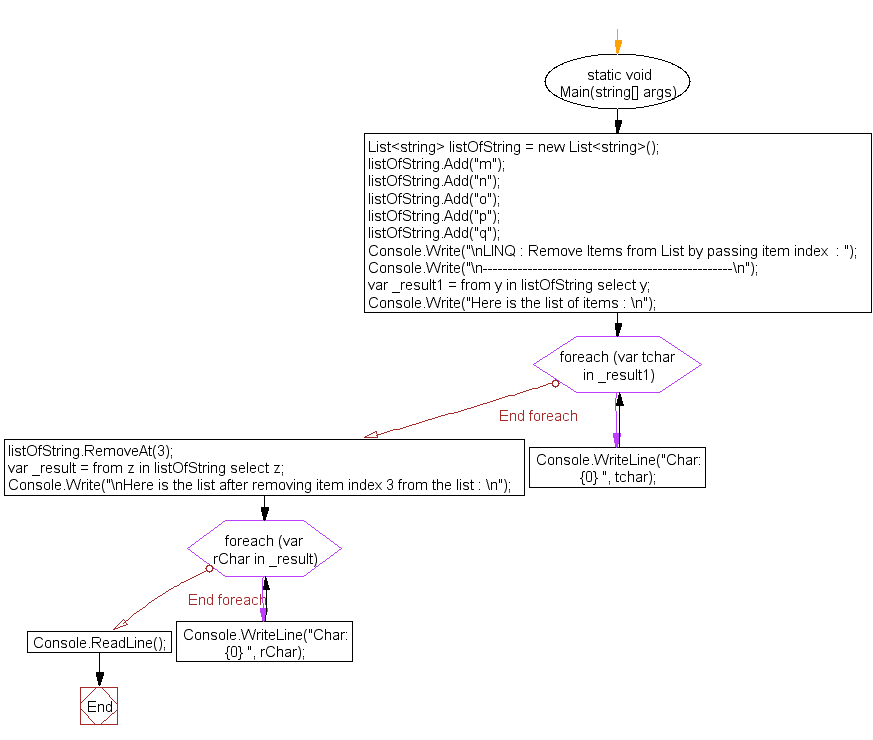 static void
Main(string[] args)
List<string> listOfString = new List<string>();
listOfString.Add("m");
listOfString.Add("n");
listOfString.Add("o");
listOfString.Add("p");
listOfString.Add("q");
Console.Write("\nLINQ : Remove Items from List by passing item index  : ");
Console.Write("\n--------------------------------------------------\n");
var _result1 = from y in listOfString select y;
Console.Write("Here is the list of items : \n");
foreach (var tchar
in _result1)
End foreach
Console.WriteLine("Char:
{0} ", tchar);
listOfString.RemoveAt(3);
var _result = from z in listOfString select z;
Console.Write("\nHere is the list after removing item index 3 from the list : \n");
foreach (var
rChar in _result)
End foreach
Console.WriteLine("Char:
{0} ", rChar);
Console.ReadLine();
End